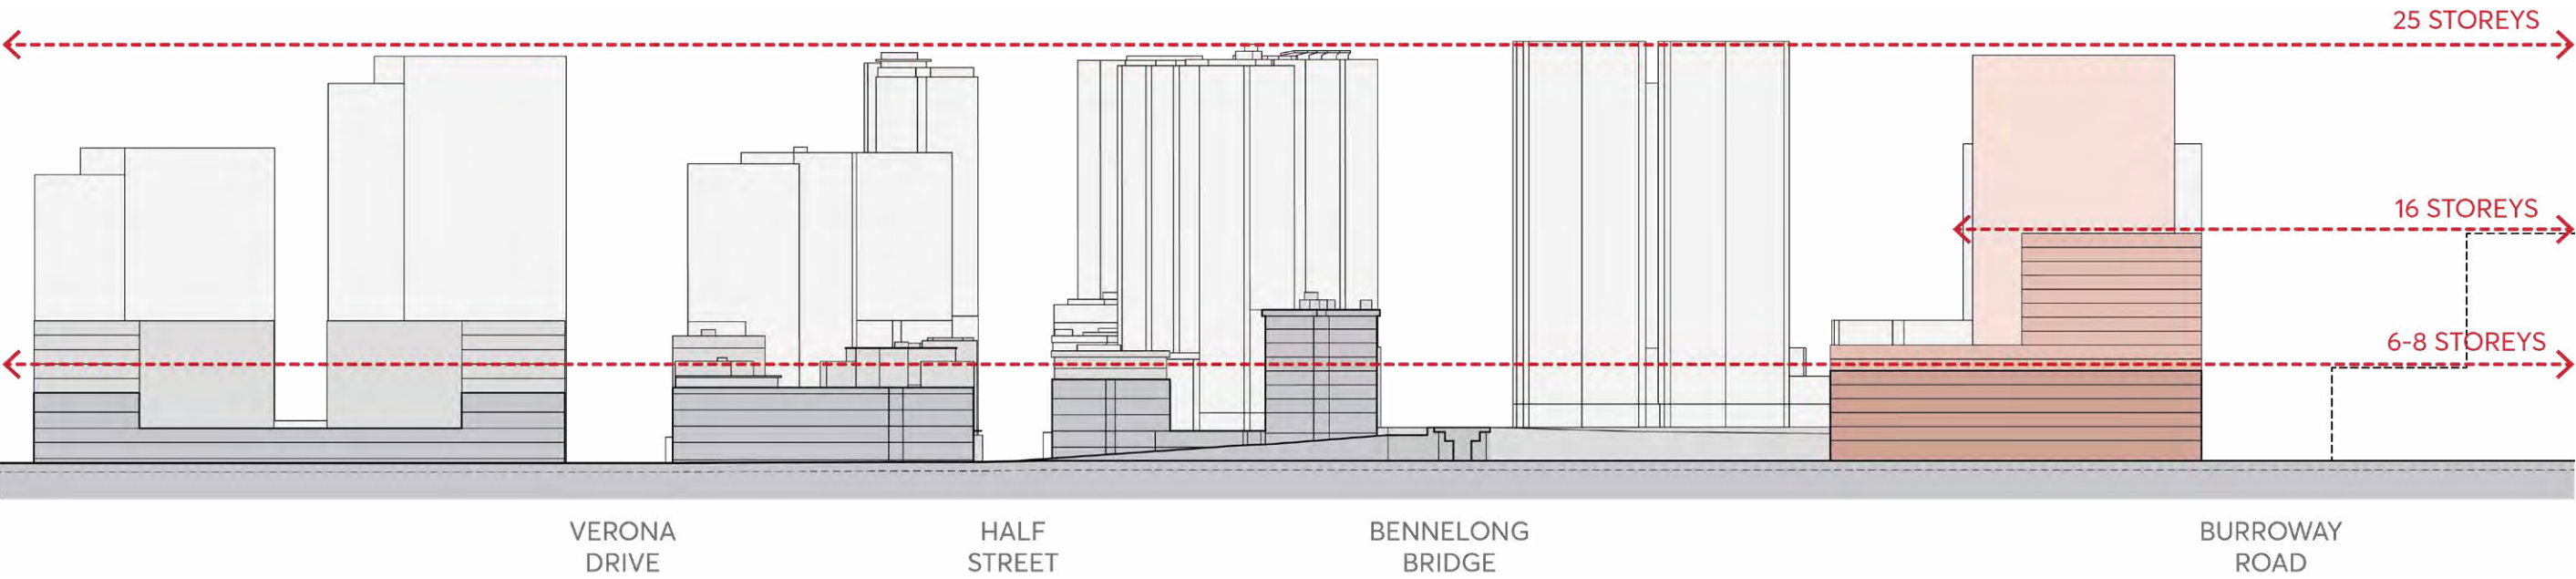 25 STOREYS
16 STOREYS
6-8 STOREYS
VERONA
DRIVE
HALF
STREET
BENNELONG
BRIDGE
BURROWAY
ROAD